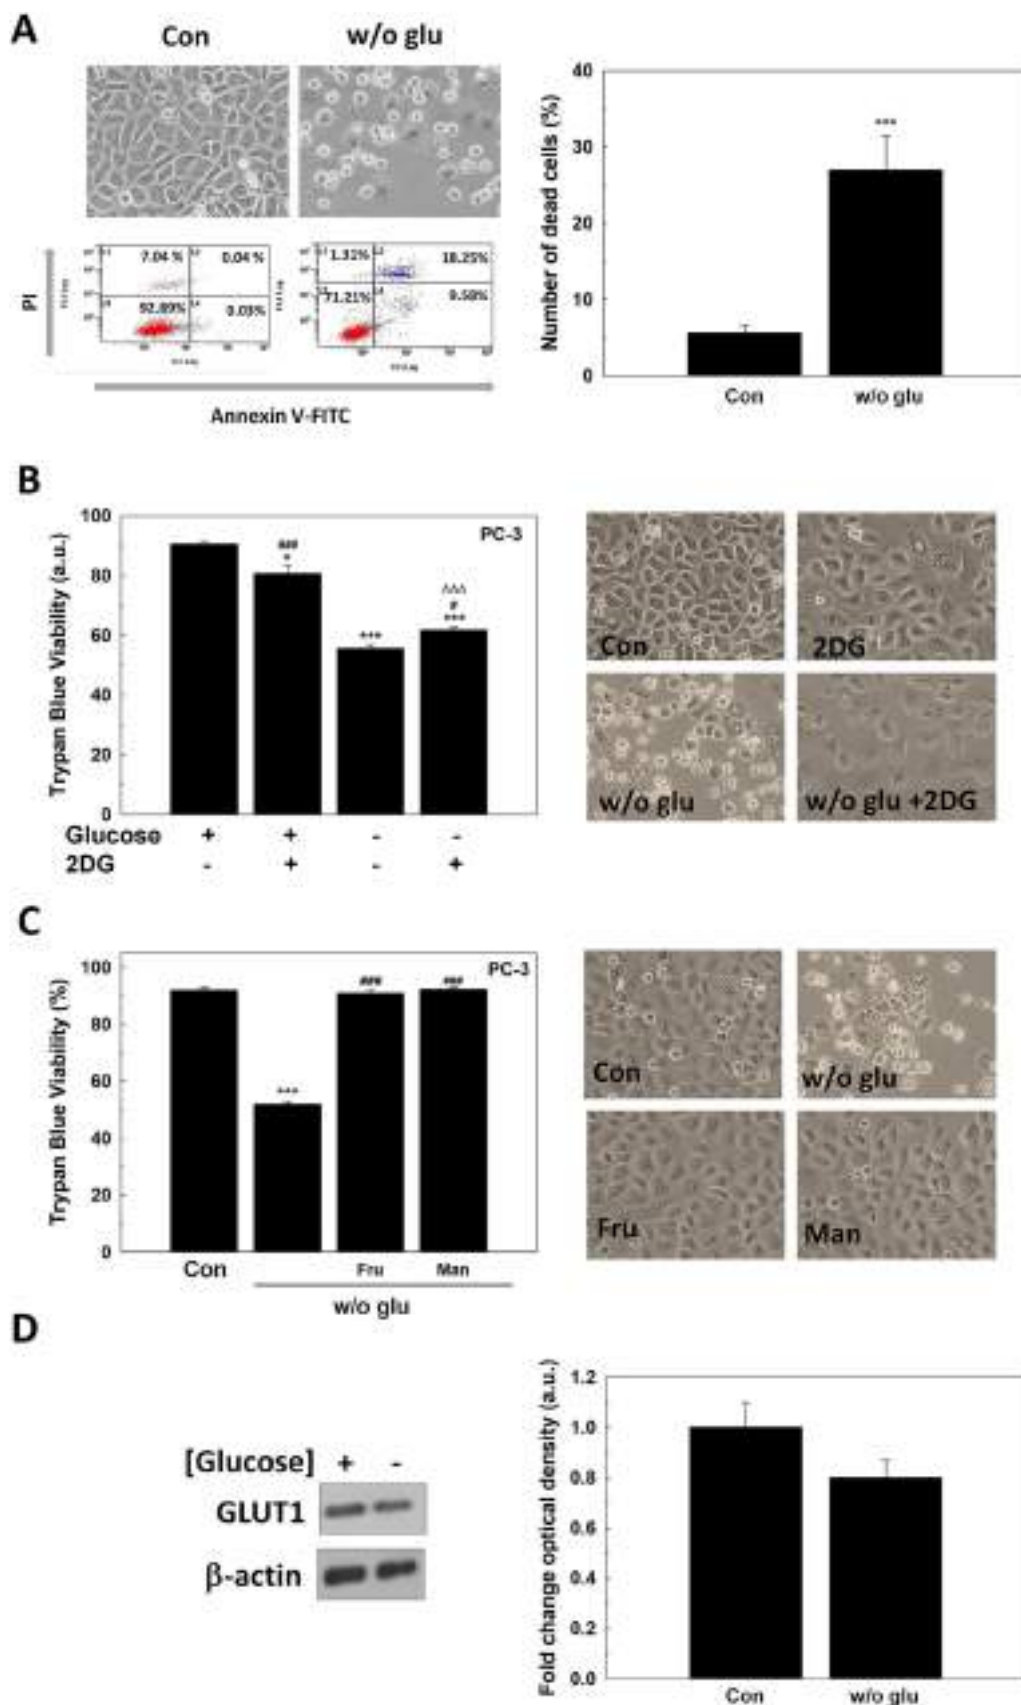 A
Con
w/o glu
7.04 %
0.04 %
92.89%
0.03%
1.31%
18.25%
71.21%
9.58%
PI
Annexin V-FITC
Number of dead cells (%)
40
30
20
10
0
***
Con
w/o glu
B
Trypan Blue Viability (a.u.)
100
80
60
40
20
0
PC-3
###
*
***
^^^
#
***
Glucose + + - -
2DG - + - +
Con
2DG
w/o glu
w/o glu +2DG
C
Trypan Blue Viability (%)
100
80
60
40
20
0
PC-3
***
###
###
Con
Fru
Man
w/o glu
Con
w/o glu
Fru
Man
D
[Glucose] + -
GLUT1
β-actin
Fold change optical density (a.u.)
1.2
1.0
0.8
0.6
0.4
0.2
0.0
Con
w/o glu